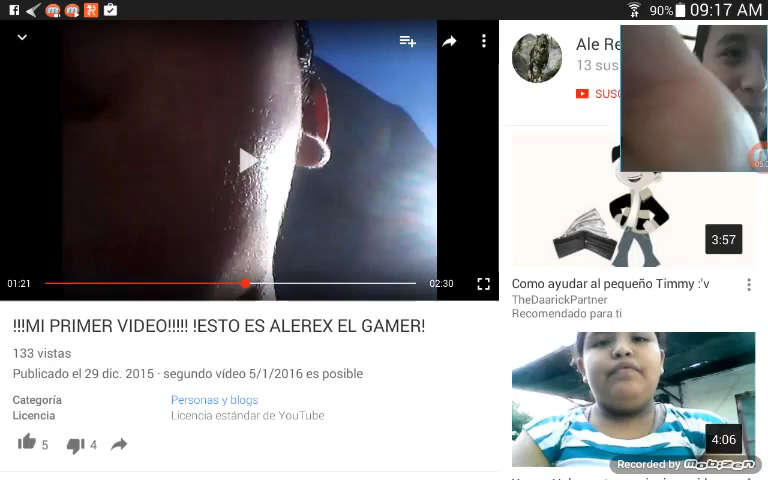 90% 09:17 AM
Ale Re
13 sus
SUSC
01:21
02:30
3:57
Como ayudar al pequeño Timmy :'v
TheDaarickPartner
Recomendado para ti
!!!MI PRIMER VIDEO!!!!! !ESTO ES ALEREX EL GAMER!
133 vistas
Publicado el 29 dic. 2015 · segundo vídeo 5/1/2016 es posible
Categoría Personas y blogs
Licencia Licencia estándar de YouTube
5 4
4:06
Recorded by mobizen